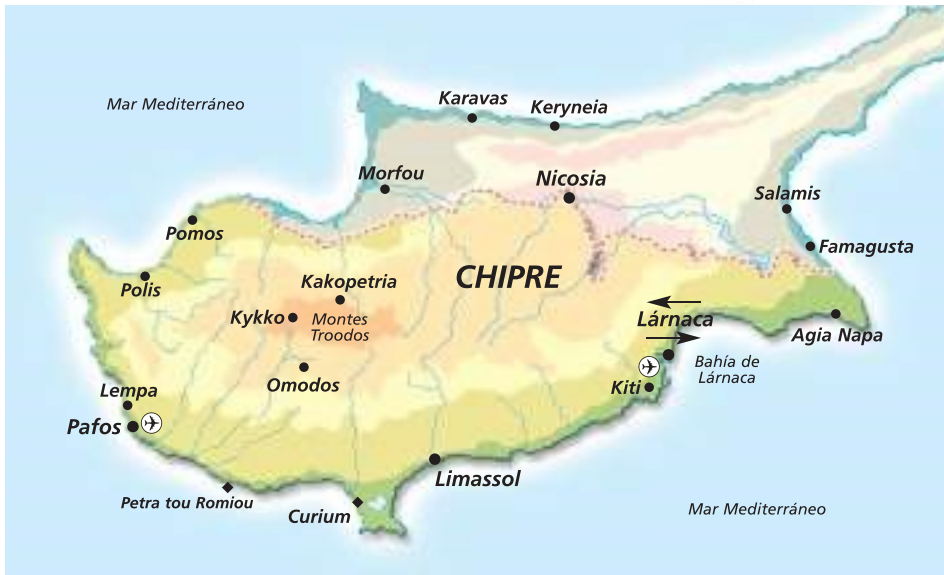 Mar Mediterráneo
Karavas
Keryneia
Morfou
Nicosia
Salamis
Pomos
Famagusta
Polis
Kakopetria
CHIPRE
Kykko
Montes
Troodos
Lárnaca
Agia Napa
Omodos
Bahía de
Lárnaca
Kiti
Lempa
Pafos
Limassol
Petra tou Romiou
Curium
Mar Mediterráneo